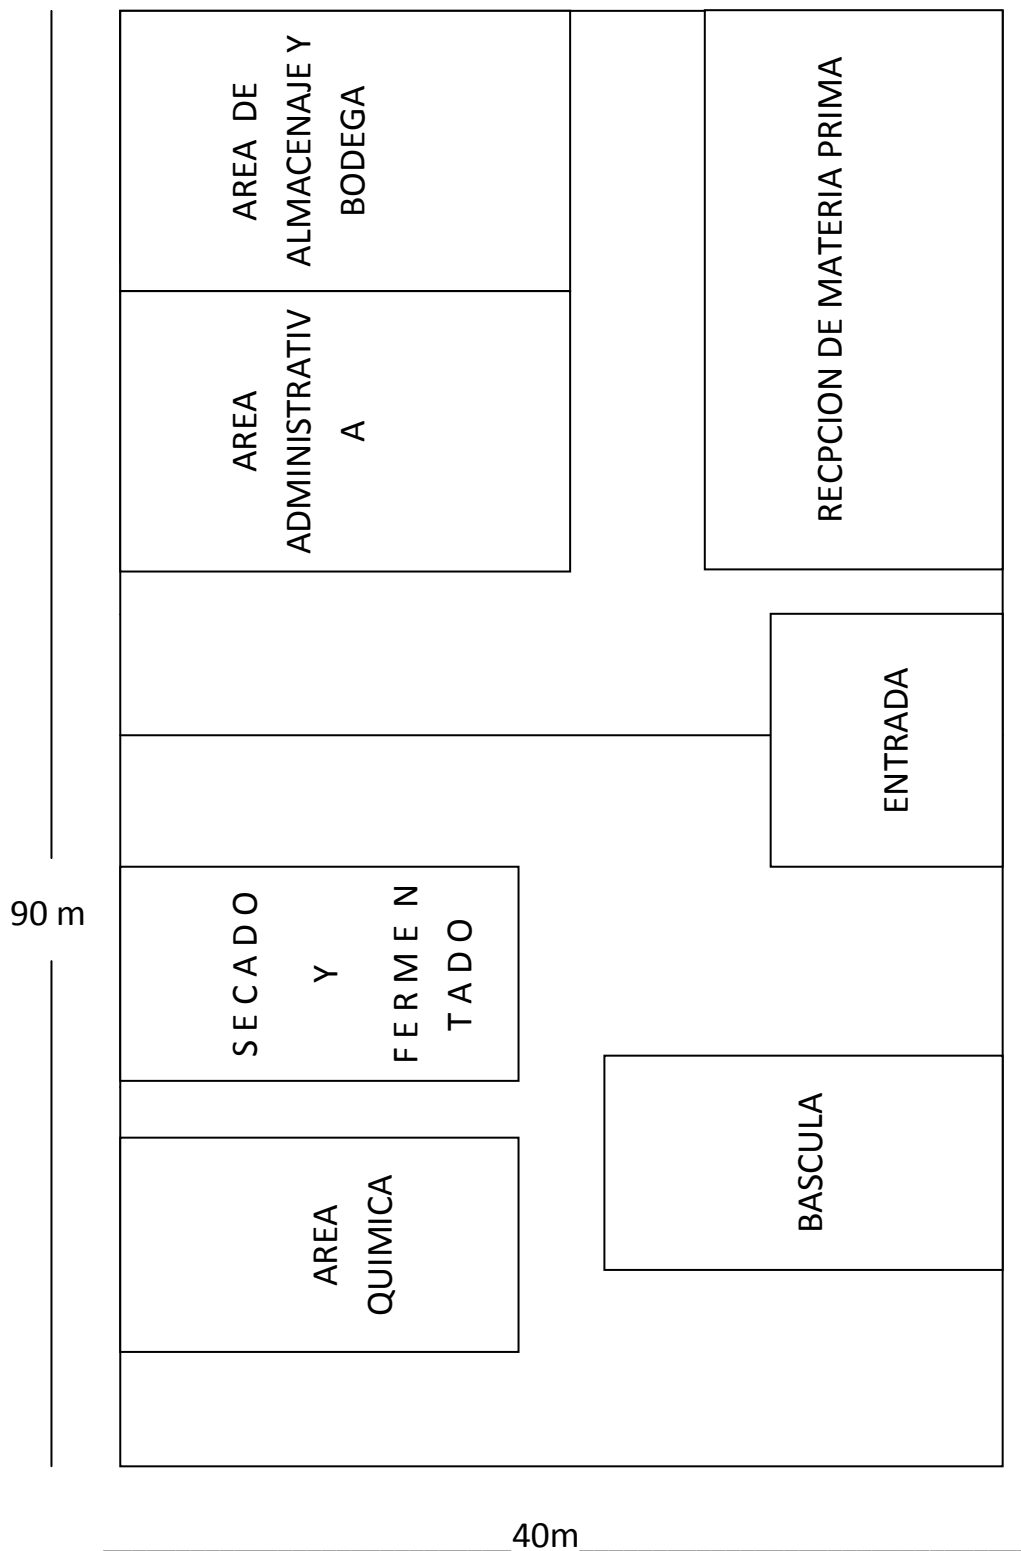 AREA DE
ALMACENAJE Y
BODEGA
AREA
ADMINISTRATIV
A
RECPCION DE MATERIA PRIMA
ENTRADA
90 m
S E C A D O
Y
F E R M E N
T A D O
BASCULA
AREA
QUIMICA
40m